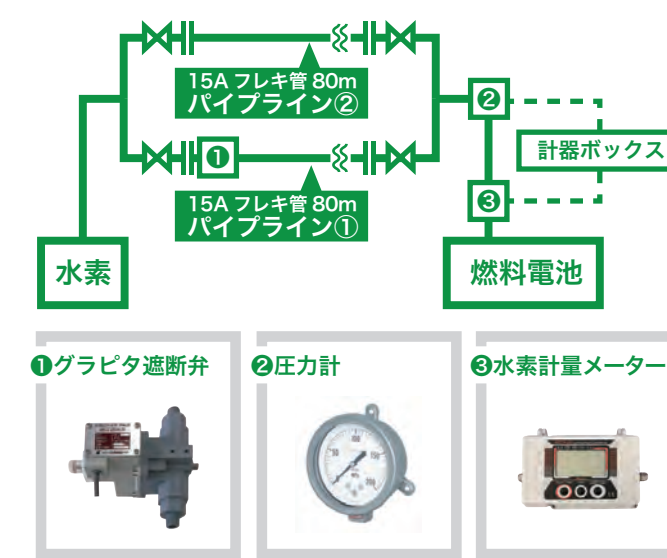 15A フレキ管 80m
パイプライン②
❷
計器ボックス
❶
15A フレキ管 80m
パイプライン①
❸
水素
燃料電池
❶グラピタ遮断弁
❷圧力計
❸水素計量メーター